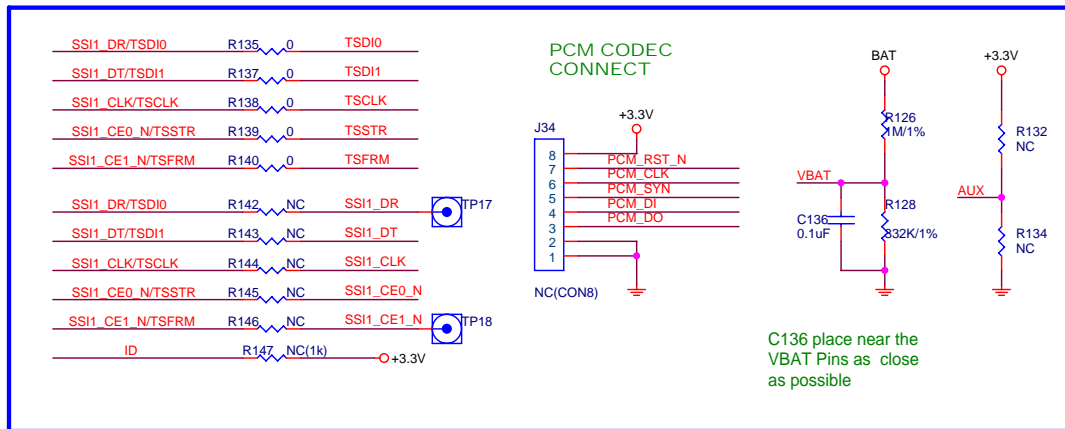 SSI1_DR/TSDI0 R135 0 TSDI0
SSI1_DT/TSDI1 R137 0 TSDI1
SSI1_CLK/TSCLK R138 0 TSCLK
SSI1_CE0_N/TSSTR R139 0 TSSTR
SSI1_CE1_N/TSFRM R140 0 TSFRM
SSI1_DR/TSDI0 R142 NC SSI1_DR TP17
SSI1_DT/TSDI1 R143 NC SSI1_DT
SSI1_CLK/TSCLK R144 NC SSI1_CLK
SSI1_CE0_N/TSSTR R145 NC SSI1_CE0_N
SSI1_CE1_N/TSFRM R146 NC SSI1_CE1_N TP18
ID R147 NC(1k) +3.3V
PCM CODEC
CONNECT
+3.3V
J34
8
7 PCM_RST_N
6 PCM_CLK
5 PCM_SYN
4 PCM_DI
3 PCM_DO
2
1
NC(CON8)
BAT
R126
1M/1%
VBAT
R128
332K/1%
C136
0.1uF
+3.3V
R132
NC
AUX
R134
NC
C136 place near the
VBAT Pins as close
as possible